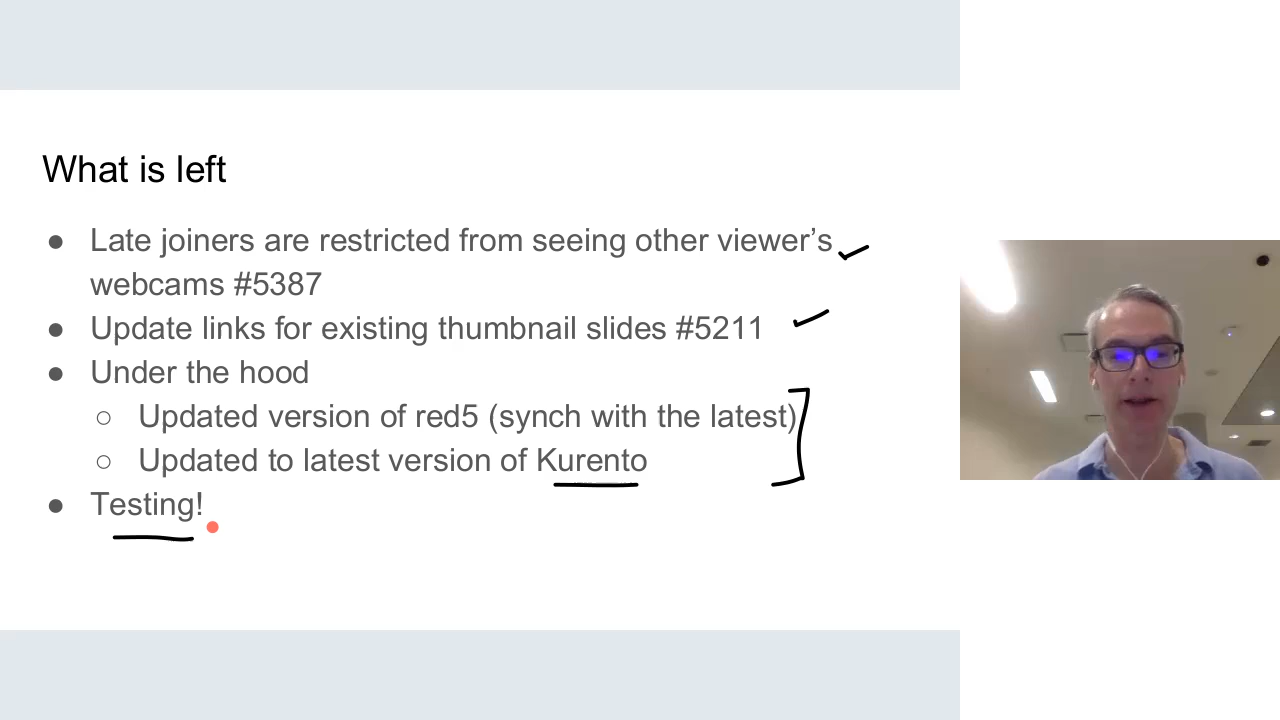 What is left
● Late joiners are restricted from seeing other viewer’s
webcams #5387
● Update links for existing thumbnail slides #5211
● Under the hood
○ Updated version of red5 (synch with the latest)
○ Updated to latest version of Kurento
● Testing!